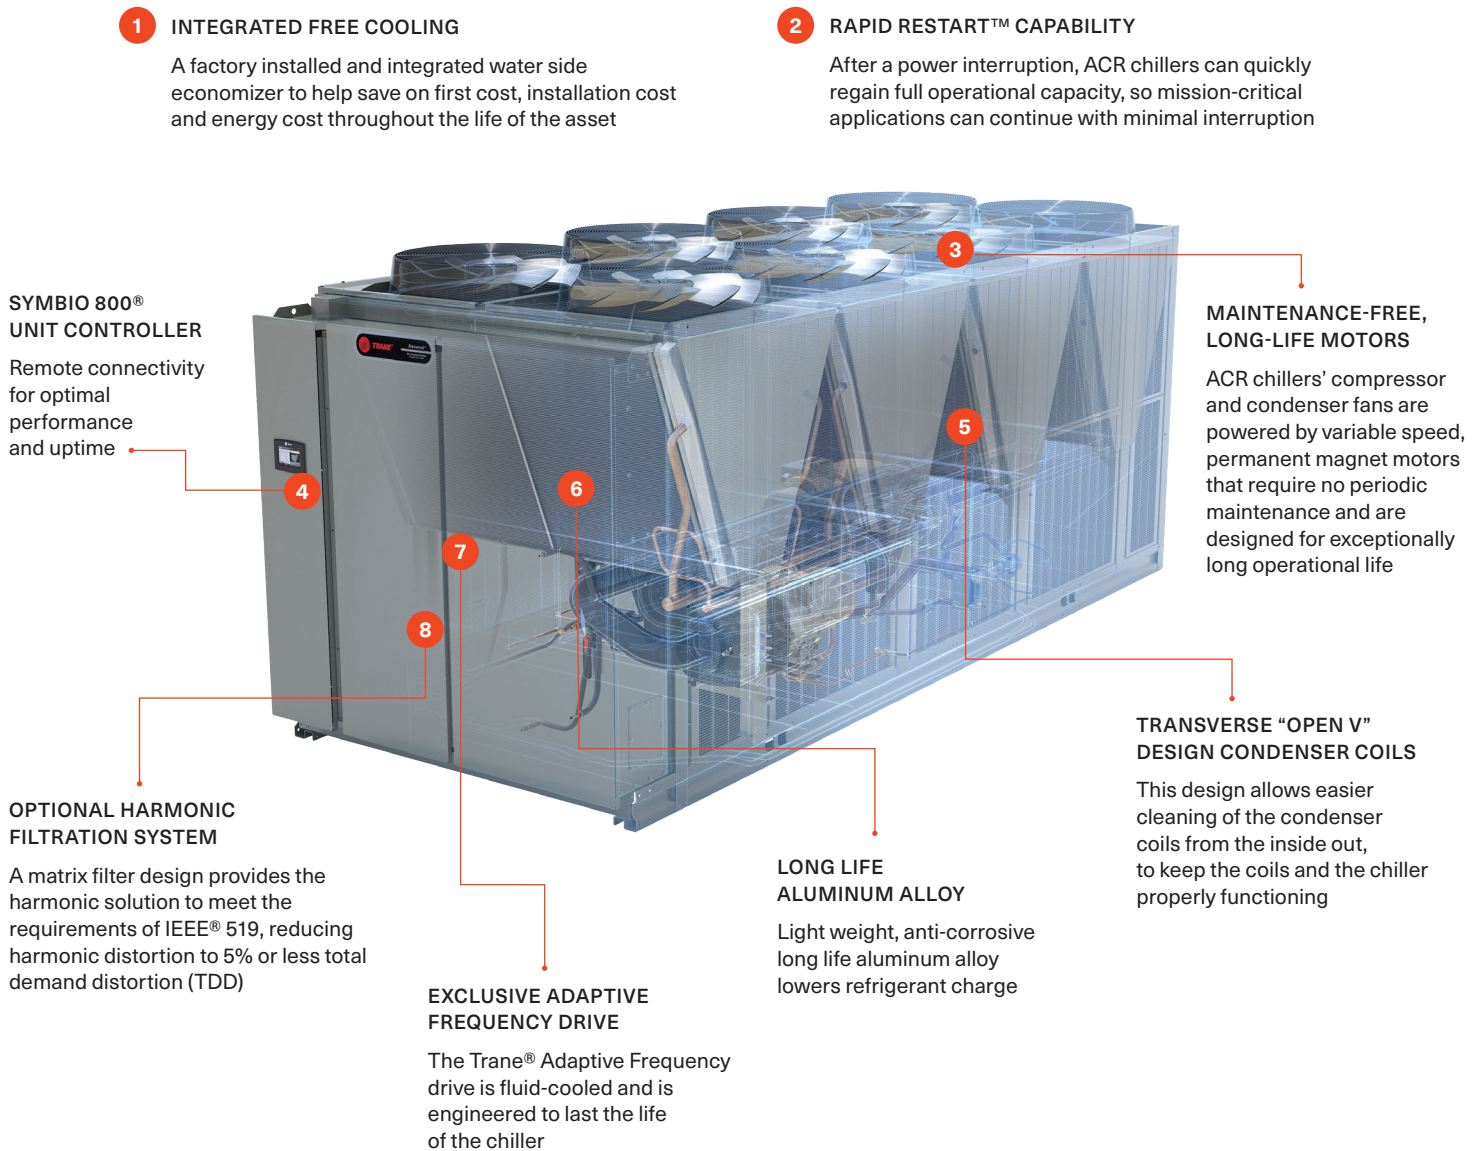 1 INTEGRATED FREE COOLING
A factory installed and integrated water side
economizer to help save on first cost, installation cost
and energy cost throughout the life of the asset
2 RAPID RESTART™ CAPABILITY
After a power interruption, ACR chillers can quickly
regain full operational capacity, so mission-critical
applications can continue with minimal interruption
3
MAINTENANCE-FREE,
LONG-LIFE MOTORS
ACR chillers’ compressor
and condenser fans are
powered by variable speed,
permanent magnet motors
that require no periodic
maintenance and are
designed for exceptionally
long operational life
SYMBIO 800®
UNIT CONTROLLER
Remote connectivity
for optimal
performance
and uptime
4
TRANE
Ascend
5
TRANSVERSE “OPEN V”
DESIGN CONDENSER COILS
This design allows easier
cleaning of the condenser
coils from the inside out,
to keep the coils and the chiller
properly functioning
6
LONG LIFE
ALUMINUM ALLOY
Light weight, anti-corrosive
long life aluminum alloy
lowers refrigerant charge
7
EXCLUSIVE ADAPTIVE
FREQUENCY DRIVE
The Trane® Adaptive Frequency
drive is fluid-cooled and is
engineered to last the life
of the chiller
8
OPTIONAL HARMONIC
FILTRATION SYSTEM
A matrix filter design provides the
harmonic solution to meet the
requirements of IEEE® 519, reducing
harmonic distortion to 5% or less total
demand distortion (TDD)